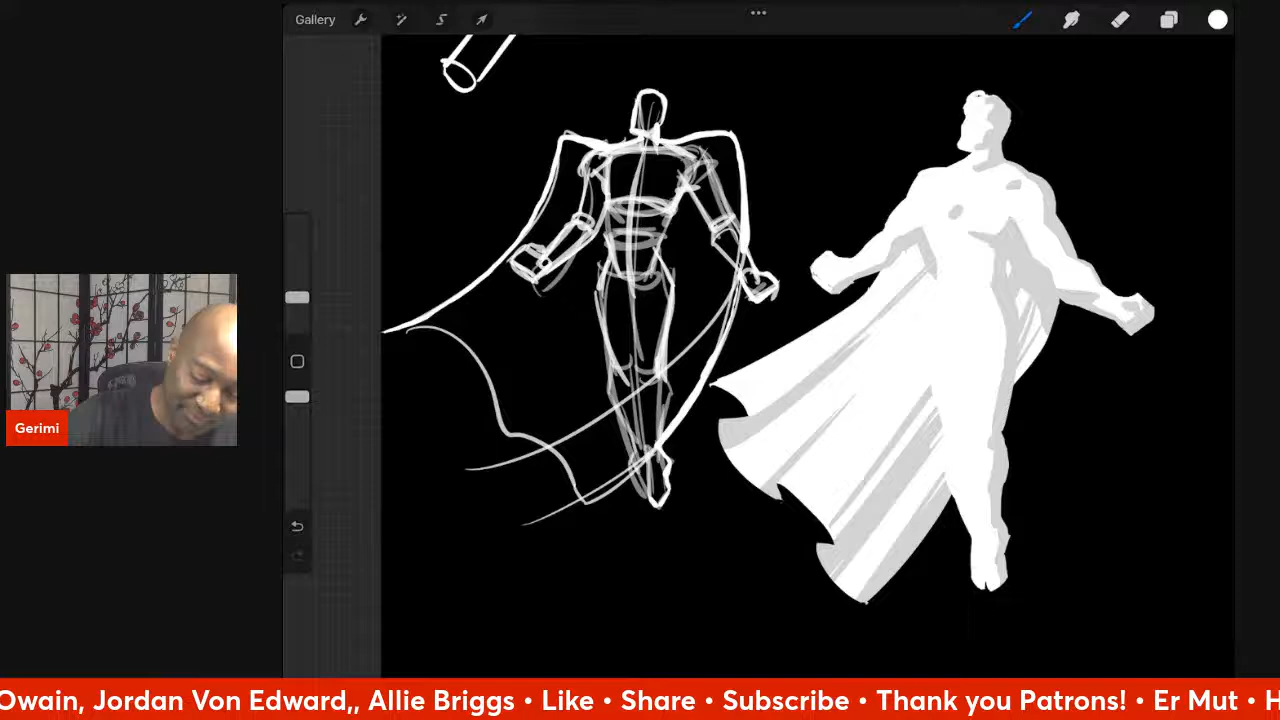 Gallery
Gerimi
Owain, Jordan Von Edward,, Allie Briggs • Like • Share • Subscribe • Thank you Patrons! • Er Mut • H